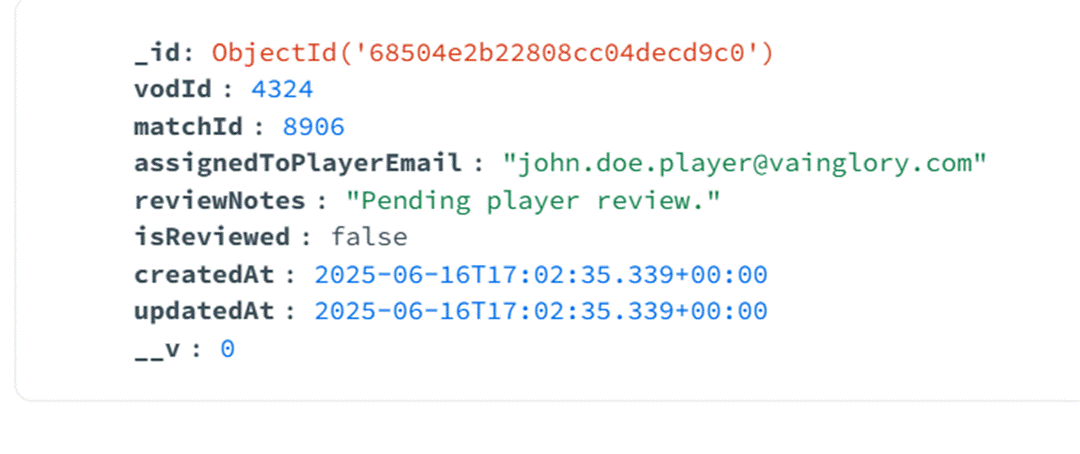 _id: ObjectId('68504e2b22808cc04decd9c0')
vodId : 4324
matchId : 8906
assignedToPlayerEmail : "john.doe.player@vainglory.com"
reviewNotes : "Pending player review."
isReviewed : false
createdAt : 2025-06-16T17:02:35.339+00:00
updatedAt : 2025-06-16T17:02:35.339+00:00
__v : 0